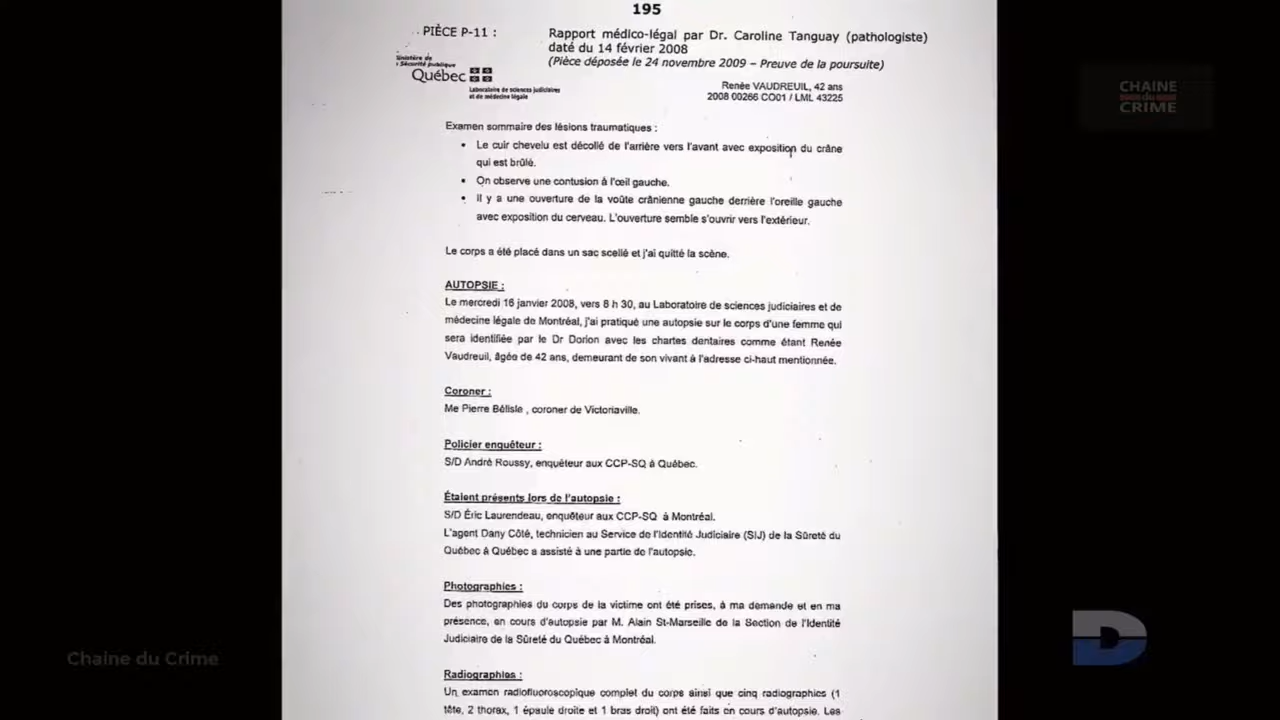 195
PIÈCE P-11 :
Rapport médico-légal par Dr. Caroline Tanguay (pathologiste)
daté du 14 février 2008
(Pièce déposée le 24 novembre 2009 – Preuve de la poursuite)
Ministère de
la Sécurité publique
Québec
Laboratoire de sciences judiciaires
et de médecine légale
Renée VAUDREUIL, 42 ans
2008 00266 CO01 / LML 43225
CHAINE
du
CRIME
Examen sommaire des lésions traumatiques :
• Le cuir chevelu est décollé de l'arrière vers l'avant avec exposition du crâne
qui est brûlé.
• On observe une contusion à l'œil gauche.
• Il y a une ouverture de la voûte crânienne gauche derrière l'oreille gauche
avec exposition du cerveau. L'ouverture semble s'ouvrir vers l'extérieur.
Le corps a été placé dans un sac scellé et j'ai quitté la scène.
AUTOPSIE :
Le mercredi 16 janvier 2008, vers 8 h 30, au Laboratoire de sciences judiciaires et de
médecine légale de Montréal, j'ai pratiqué une autopsie sur le corps d'une femme qui
sera identifiée par le Dr Dorion avec les chartes dentaires comme étant Renée
Vaudreuil, âgée de 42 ans, demeurant de son vivant à l'adresse ci-haut mentionnée.
Coroner :
Me Pierre Bélisle , coroner de Victoriaville.
Policier enquêteur :
S/D André Roussy, enquêteur aux CCP-SQ à Québec.
Étaient présents lors de l'autopsie :
S/D Éric Laurendeau, enquêteur aux CCP-SQ à Montréal.
L'agent Dany Côté, technicien au Service de l'Identité Judiciaire (SIJ) de la Sûreté du
Québec à Québec a assisté à une partie de l'autopsie.
Photographies :
Des photographies du corps de la victime ont été prises, à ma demande et en ma
présence, en cours d'autopsie par M. Alain St-Marseille de la Section de l'Identité
Judiciaire de la Sûreté du Québec à Montréal.
Chaine du Crime
D
Radiographies :
Un examen radiofluoroscopique complet du corps ainsi que cinq radiographies (1
tête, 2 thorax, 1 épaule droite et 1 bras droit) ont été faits en cours d'autopsie. Les